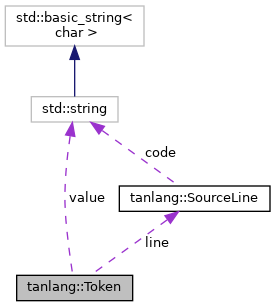 std::basic_string<
char >
std::string
code
tanlang::SourceLine
value
line
tanlang::Token